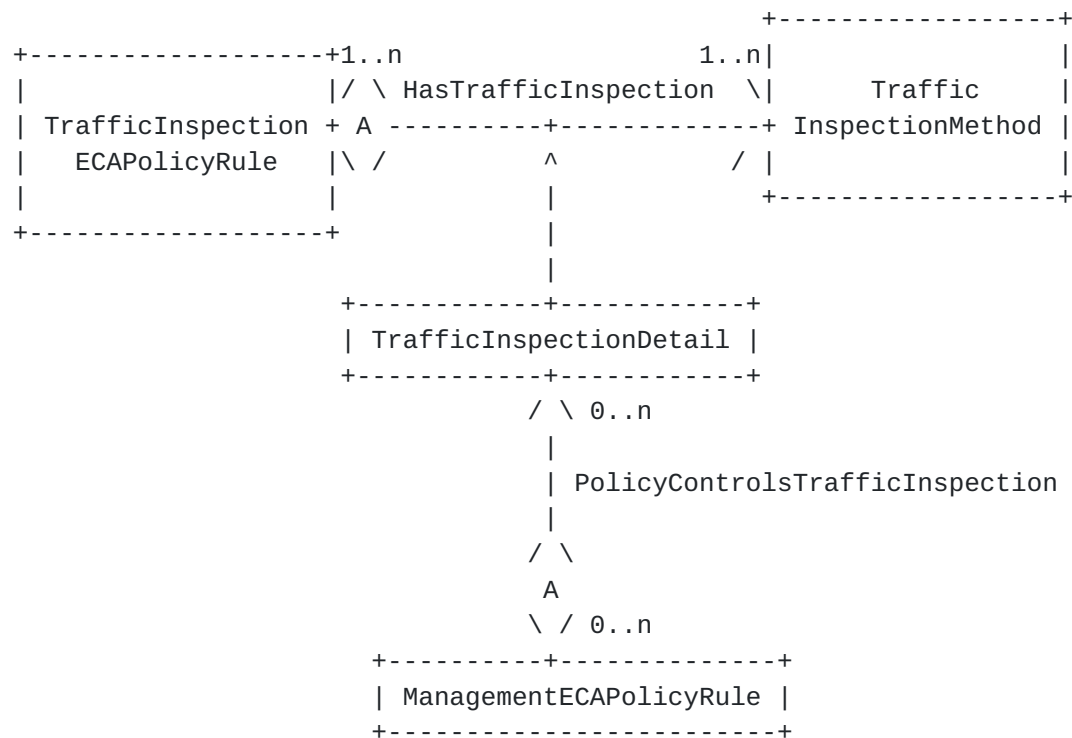 +------------------+
+-------------------+1..n                   1..n|                  |
|                   |/ \ HasTrafficInspection  \|      Traffic     |
| TrafficInspection + A ----------+-------------+ InspectionMethod |
|   ECAPolicyRule   |\ /          ^           / |                  |
|                   |             |             +------------------+
+-------------------+             |
                                  |
                     +------------+------------+
                     | TrafficInspectionDetail |
                     +------------+------------+
                                 / \ 0..n
                                  |
                                  | PolicyControlsTrafficInspection
                                  |
                                 / \
                                  A
                                 \ / 0..n
                       +----------+--------------+
                       | ManagementECAPolicyRule |
                       +-------------------------+